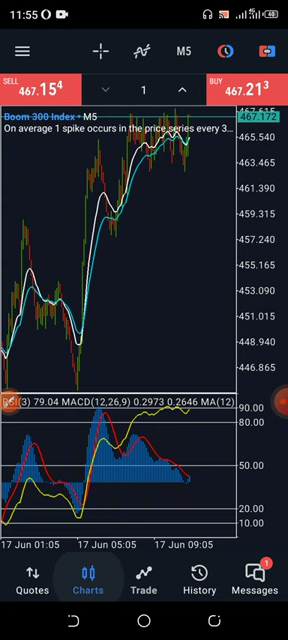 11:55
4G
M5
SELL
467.15⁴
1
BUY
467.21³
Boom 300 Index • M5
On average 1 spike occurs in the price series every 3...
467.615
467.172
465.540
463.465
461.390
459.315
457.240
455.165
453.090
451.015
448.940
446.865
RSI(3) 79.04 MACD(12,26,9) 0.2973 0.2646 MA(12)
90.00
80.00
50.00
20.00
10.00
17 Jun 01:05
17 Jun 05:05
17 Jun 09:05
Quotes
Charts
Trade
History
Messages
1